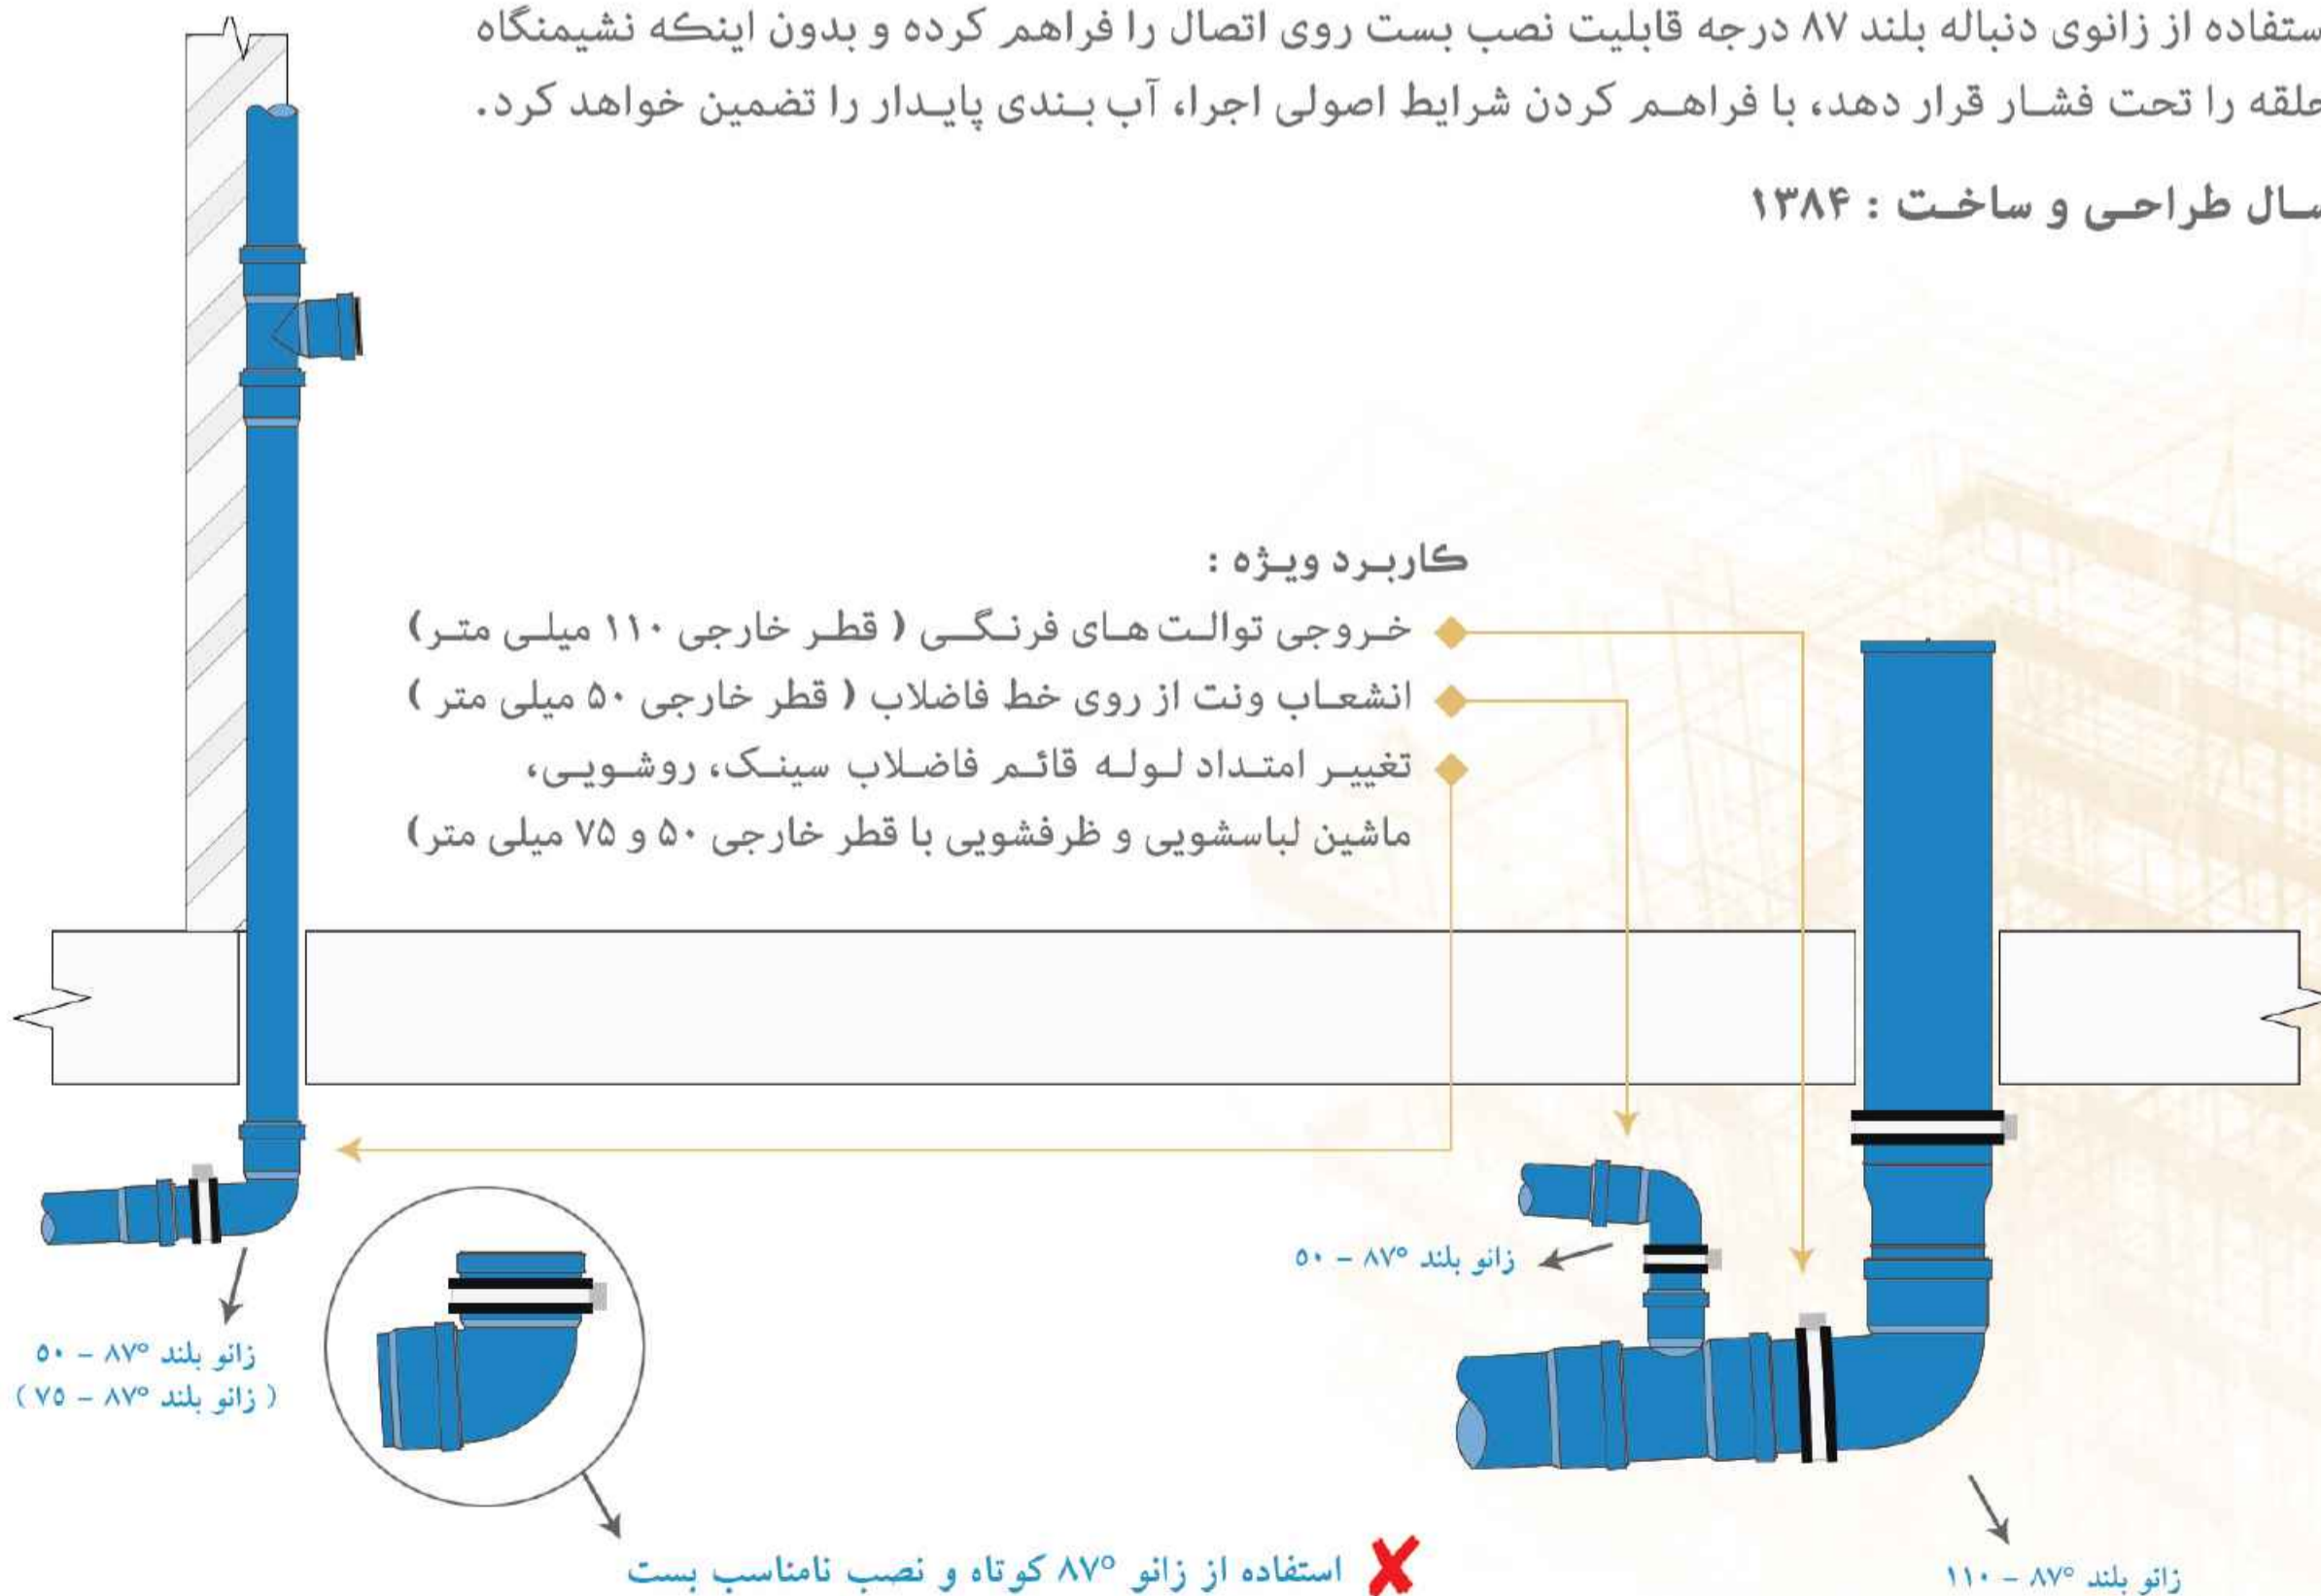 ستفاده از زانوی دنباله بلند ۸۷ درجه قابلیت نصب بست روی اتصال را فراهم کرده و بدون اینکه نشیمنگاه
حلقه را تحت فشار قرار دهد، با فراهم کردن شرایط اصولی اجرا، آب بندی پایدار را تضمین خواهد کرد.
سال طراحی و ساخت : ۱۳۸۴
کاربرد ویژه :
خروجی توالت های فرنگی ( قطر خارجی ۱۱۰ میلی متر)
انشعاب ونت از روی خط فاضلاب ( قطر خارجی ۵۰ میلی متر )
تغییر امتداد لوله قائم فاضلاب سینک، روشویی،
ماشین لباسشویی و ظرفشویی با قطر خارجی ۵۰ و ۷۵ میلی متر)
زانو بلند °۸۷ – ۵۰
زانو بلند °۸۷ – ۵۰
( زانو بلند °۸۷ – ۷۵ )
استفاده از زانو °۸۷ کوتاه و نصب نامناسب بست
زانو بلند °۸۷ – ۱۱۰